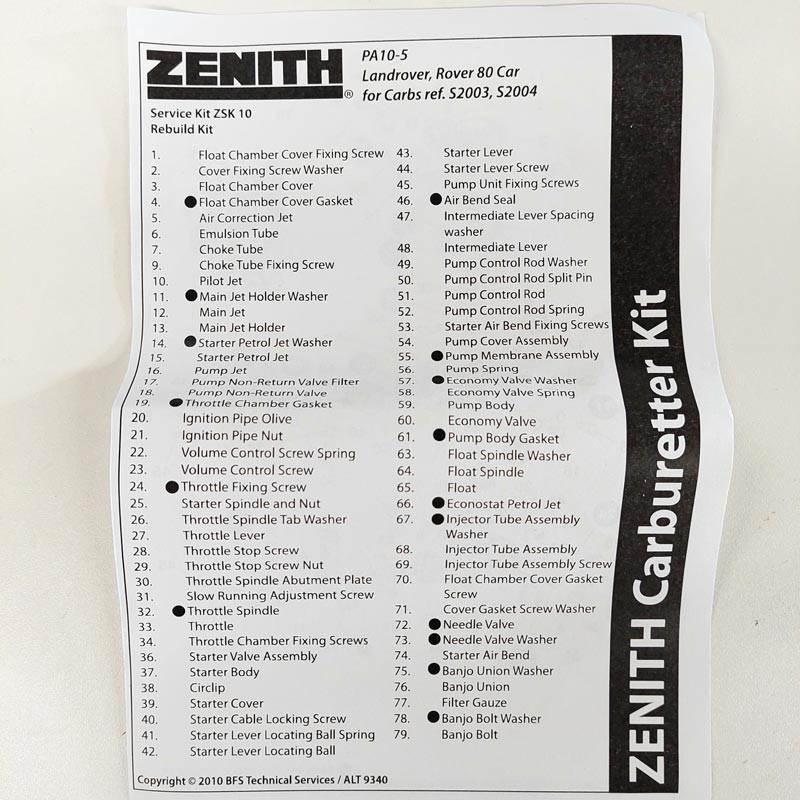 ZENITH®
PA10-5
Landrover, Rover 80 Car
for Carbs ref. S2003, S2004
Service Kit ZSK 10
Rebuild Kit
1. Float Chamber Cover Fixing Screw
2. Cover Fixing Screw Washer
3. Float Chamber Cover
4. ●Float Chamber Cover Gasket
5. Air Correction Jet
6. Emulsion Tube
7. Choke Tube
9. Choke Tube Fixing Screw
10. Pilot Jet
11. ●Main Jet Holder Washer
12. Main Jet
13. Main Jet Holder
14. ●Starter Petrol Jet Washer
15. Starter Petrol Jet
16. Pump Jet
17. Pump Non-Return Valve Filter
18. Pump Non-Return Valve
19. ●Throttle Chamber Gasket
20. Ignition Pipe Olive
21. Ignition Pipe Nut
22. Volume Control Screw Spring
23. Volume Control Screw
24. ●Throttle Fixing Screw
25. Starter Spindle and Nut
26. Throttle Spindle Tab Washer
27. Throttle Lever
28. Throttle Stop Screw
29. Throttle Stop Screw Nut
30. Throttle Spindle Abutment Plate
31. Slow Running Adjustment Screw
32. ●Throttle Spindle
33. Throttle
34. Throttle Chamber Fixing Screws
36. Starter Valve Assembly
37. Starter Body
38. Circlip
39. Starter Cover
40. Starter Cable Locking Screw
41. Starter Lever Locating Ball Spring
42. Starter Lever Locating Ball
43. Starter Lever
44. Starter Lever Screw
45. Pump Unit Fixing Screws
46. ●Air Bend Seal
47. Intermediate Lever Spacing
washer
48. Intermediate Lever
49. Pump Control Rod Washer
50. Pump Control Rod Split Pin
51. Pump Control Rod
52. Pump Control Rod Spring
53. Starter Air Bend Fixing Screws
54. Pump Cover Assembly
55. ●Pump Membrane Assembly
56. Pump Spring
57. ●Economy Valve Washer
58. Economy Valve Spring
59. Pump Body
60. Economy Valve
61. ●Pump Body Gasket
63. Float Spindle Washer
64. Float Spindle
65. Float
66. ●Econostat Petrol Jet
67. ●Injector Tube Assembly
Washer
68. Injector Tube Assembly
69. Injector Tube Assembly Screw
70. Float Chamber Cover Gasket
Screw
71. Cover Gasket Screw Washer
72. ●Needle Valve
73. ●Needle Valve Washer
74. Starter Air Bend
75. ●Banjo Union Washer
76. Banjo Union
77. Filter Gauze
78. ●Banjo Bolt Washer
79. Banjo Bolt
Copyright © 2010 BFS Technical Services / ALT 9340
ZENITH Carburetter Kit